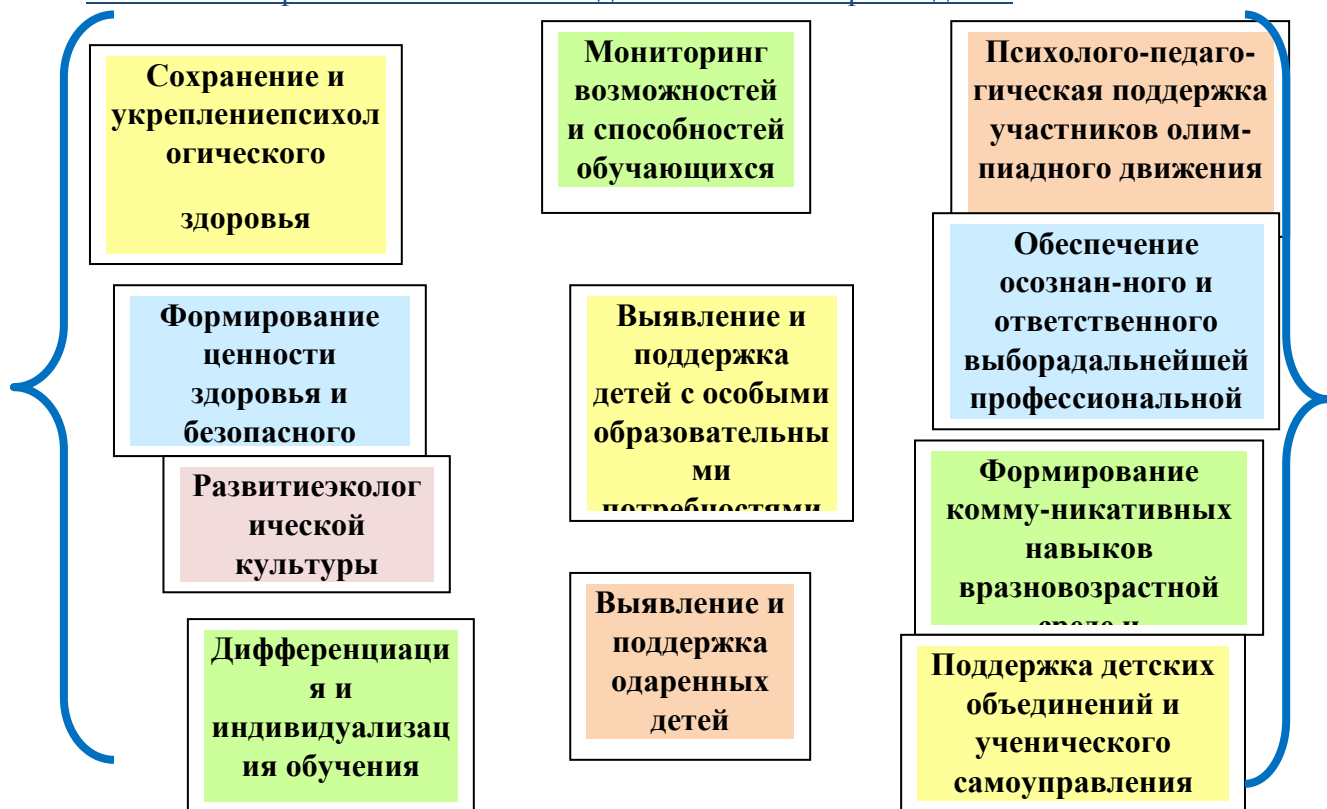 Сохранение и
укреплениепсихол
огического
здоровья
Формирование
ценности
здоровья и
безопасного
Развитиеэколог
ической
культуры
Дифференциаци
я и
индивидуализац
ия обучения
Мониторинг
возможностей
и способностей
обучающихся
Выявление и
поддержка
детей с особыми
образовательны
ми
потребностями
Выявление и
поддержка
одаренных
детей
Психолого-педаго-
гическая поддержка
участников олим-
пиадного движения
Обеспечение
осознан-ного и
ответственного
выборадальнейшей
профессиональной
Формирование
комму-никативных
навыков
вразновозрастной
среде и
Поддержка детских
объединений и
ученического
самоуправления